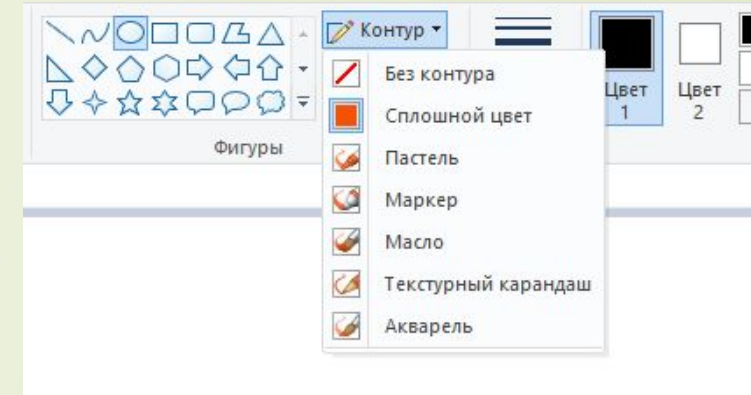 Контур
Без контура
Сплошной цвет
Пастель
Маркер
Масло
Текстурный карандаш
Акварель
Фигуры
Цвет
1
Цвет
2